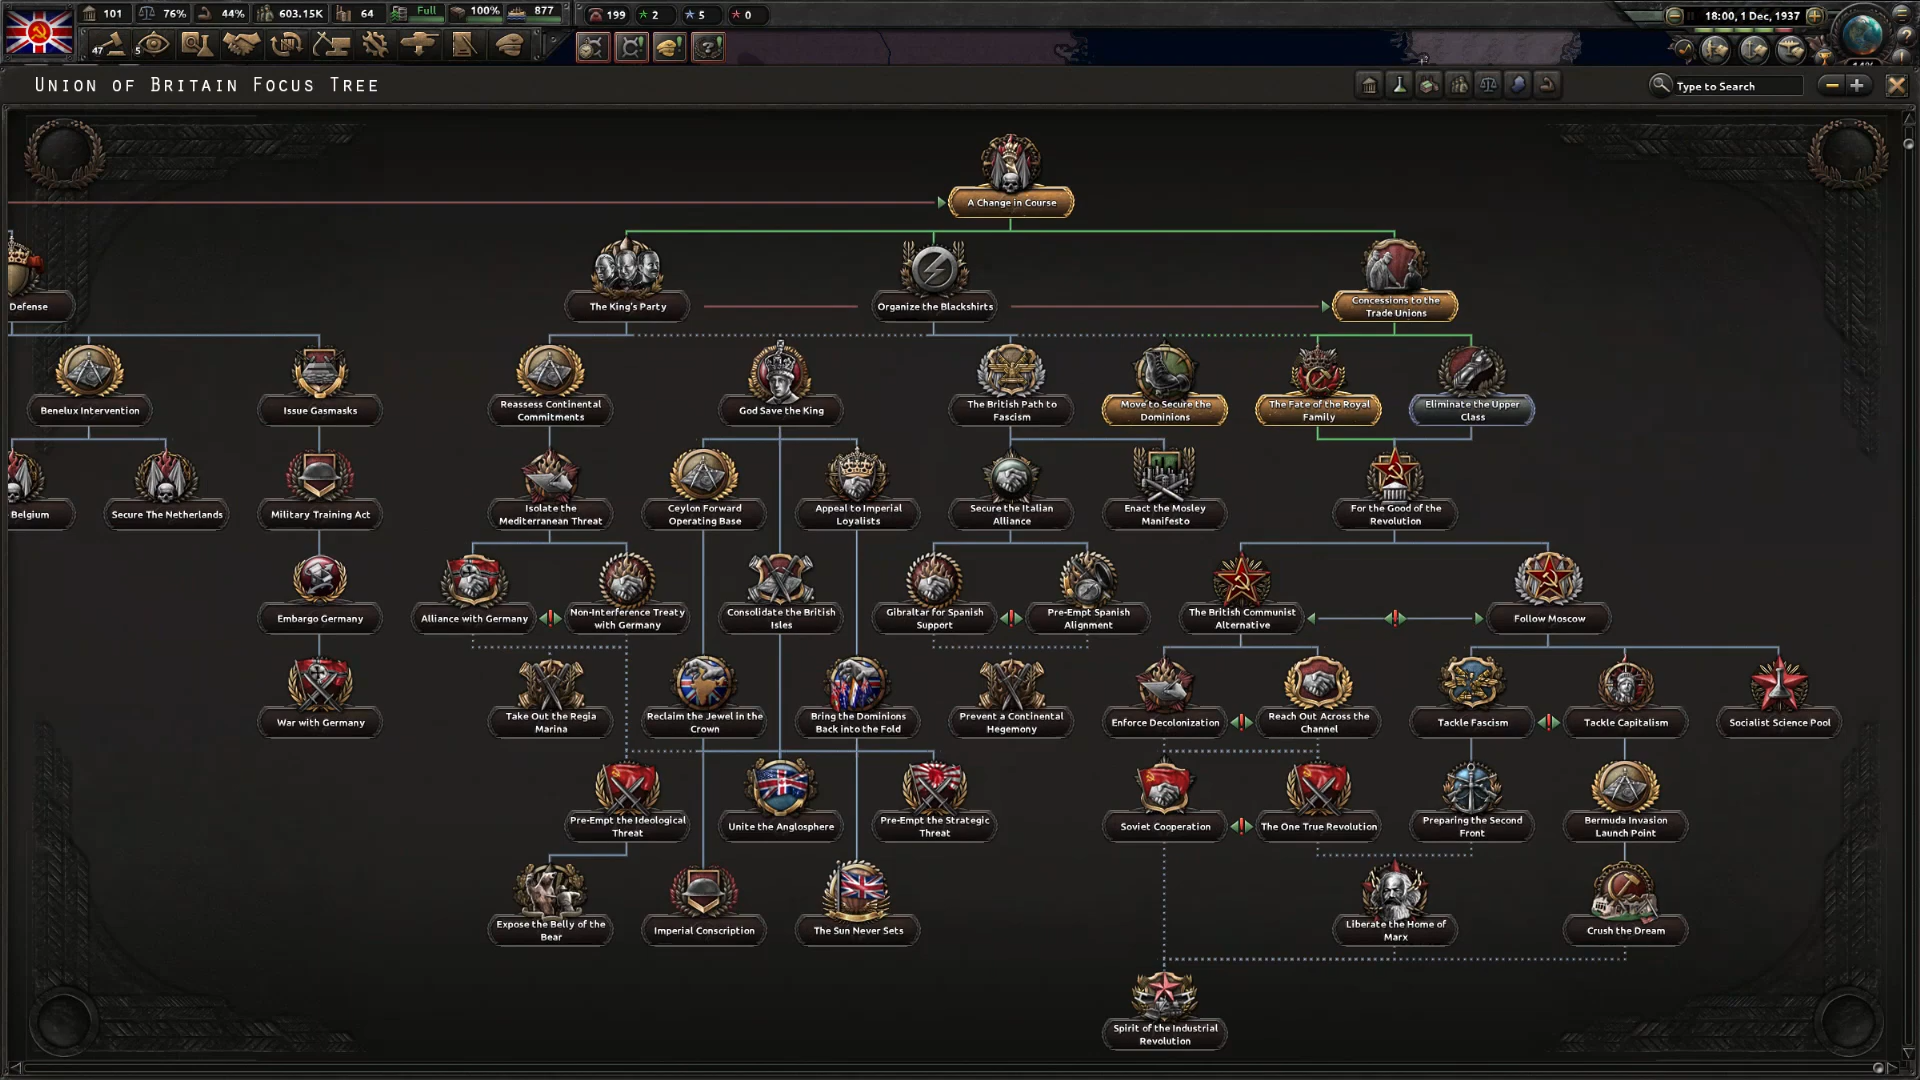 101
76%
44%
603.15K
64
Full
100%
877
199
2
5
0
18:00, 1 Dec, 1937
47
5
Union of Britain Focus Tree
Type to Search
A Change in Course
Defense
The King's Party
Organize the Blackshirts
Concessions to the
Trade Unions
Benelux Intervention
Issue Gasmasks
Reassess Continental
Commitments
God Save the King
The British Path to
Fascism
Move to Secure the
Dominions
The Fate of the Royal
Family
Eliminate the Upper
Class
Belgium
Secure The Netherlands
Military Training Act
Isolate the
Mediterranean Threat
Ceylon Forward
Operating Base
Appeal to Imperial
Loyalists
Secure the Italian
Alliance
Enact the Mosley
Manifesto
For the Good of the
Revolution
Embargo Germany
Alliance with Germany
Non-Interference Treaty
with Germany
Consolidate the British
Isles
Gibraltar for Spanish
Support
Pre-Empt Spanish
Alignment
The British Communist
Alternative
Follow Moscow
War with Germany
Take Out the Regia
Marina
Reclaim the Jewel in the
Crown
Bring the Dominions
Back into the Fold
Prevent a Continental
Hegemony
Enforce Decolonization
Reach Out Across the
Channel
Tackle Fascism
Tackle Capitalism
Socialist Science Pool
Pre-Empt the Ideological
Threat
Unite the Anglosphere
Pre-Empt the Strategic
Threat
Soviet Cooperation
The One True Revolution
Preparing the Second
Front
Bermuda Invasion
Launch Point
Expose the Belly of the
Bear
Imperial Conscription
The Sun Never Sets
Liberate the Home of
Marx
Crush the Dream
Spirit of the Industrial
Revolution